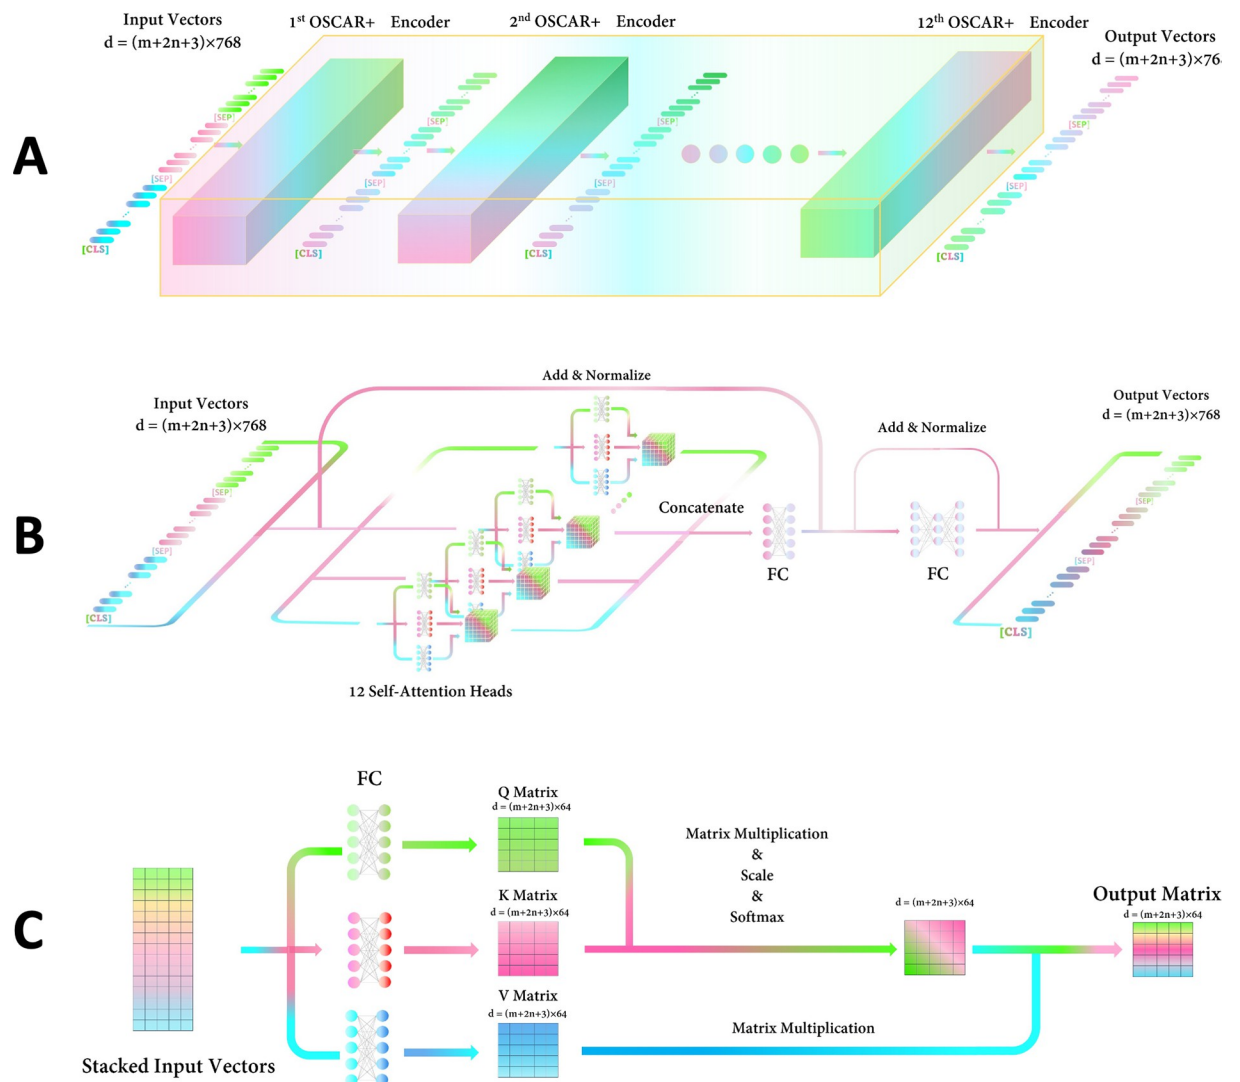 A
Input Vectors
d = (m+2n+3)×768
1st OSCAR+ Encoder
2nd OSCAR+ Encoder
12th OSCAR+ Encoder
Output Vectors
d = (m+2n+3)×76
[SEP]
[SEP]
[CLS]
[SEP]
[SEP]
[CLS]
[SEP]
[SEP]
[CLS]
[SEP]
[SEP]
[CLS]
B
Add & Normalize
Input Vectors
d = (m+2n+3)×768
Output Vectors
d = (m+2n+3)×768
Add & Normalize
[SEP]
[SEP]
[CLS]
Concatenate
FC
FC
[SEP]
[SEP]
[CLS]
12 Self-Attention Heads
C
FC
Q Matrix
d = (m+2n+3)×64
K Matrix
d = (m+2n+3)×64
V Matrix
d = (m+2n+3)×64
Matrix Multiplication
&
Scale
&
Softmax
d = (m+2n+3)×64
Output Matrix
d = (m+2n+3)×64
Matrix Multiplication
Stacked Input Vectors